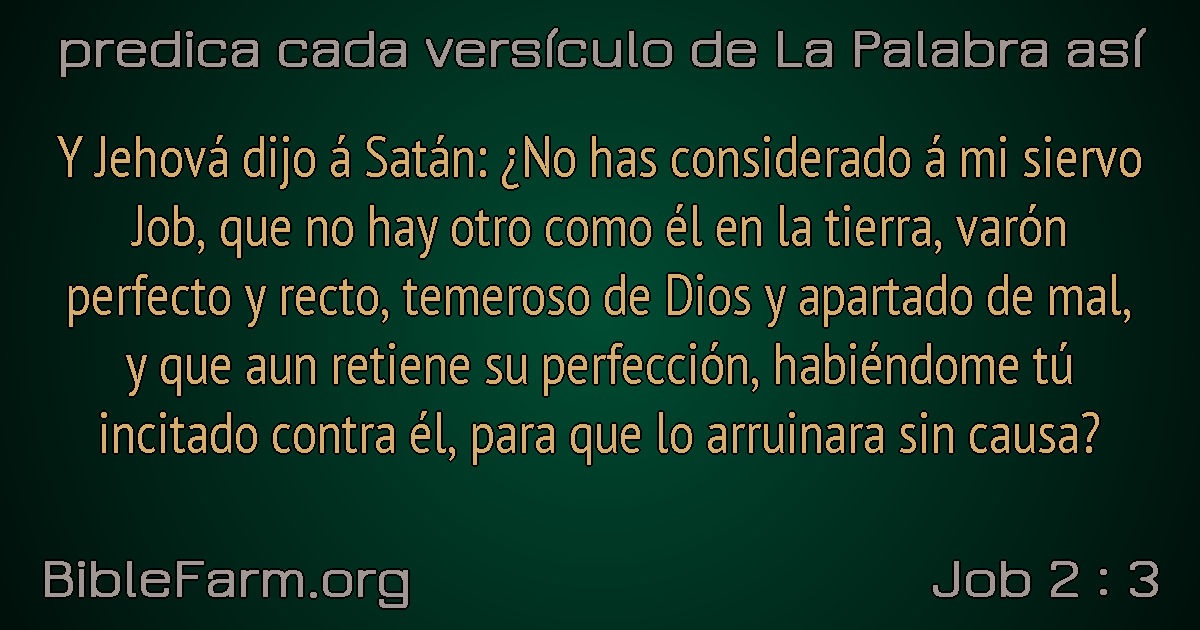 predica cada versículo de La Palabra así
Y Jehová dijo á Satán: ¿No has considerado á mi siervo
Job, que no hay otro como él en la tierra, varón
perfecto y recto, temeroso de Dios y apartado de mal,
y que aun retiene su perfección, habiéndome tú
incitado contra él, para que lo arruinara sin causa?
BibleFarm.org
Job 2 : 3